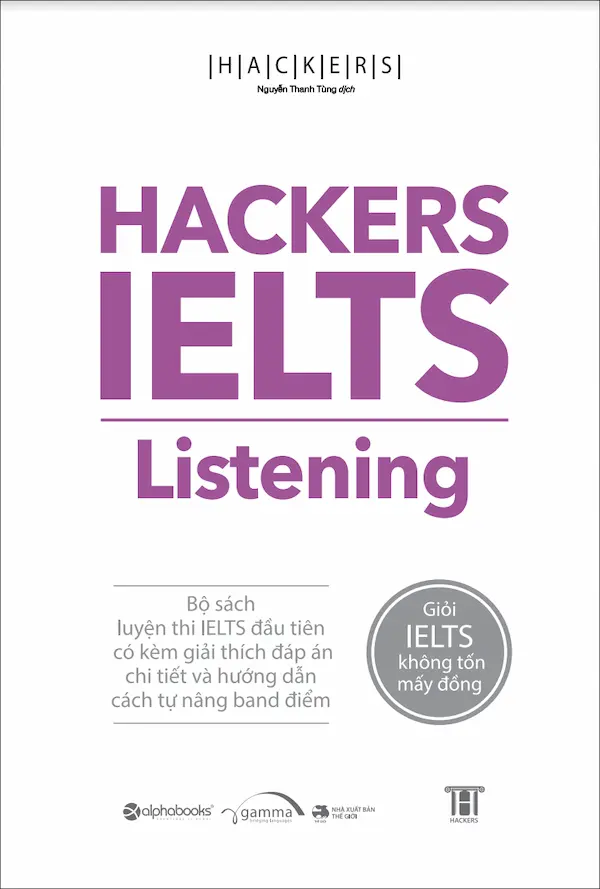 |H|A|C|K|E|R|S|
Nguyễn Thanh Tùng dịch
HACKERS
IELTS
Listening
Bộ sách
luyện thi IELTS đầu tiên
có kèm giải thích đáp án
chi tiết và hướng dẫn
cách tự nâng band điểm
Giỏi
IELTS
không tốn
mấy đồng
alphabooks
gamma
bridging languages
NHÀ XUẤT BẢN
THẾ GIỚI
H
HACKERS